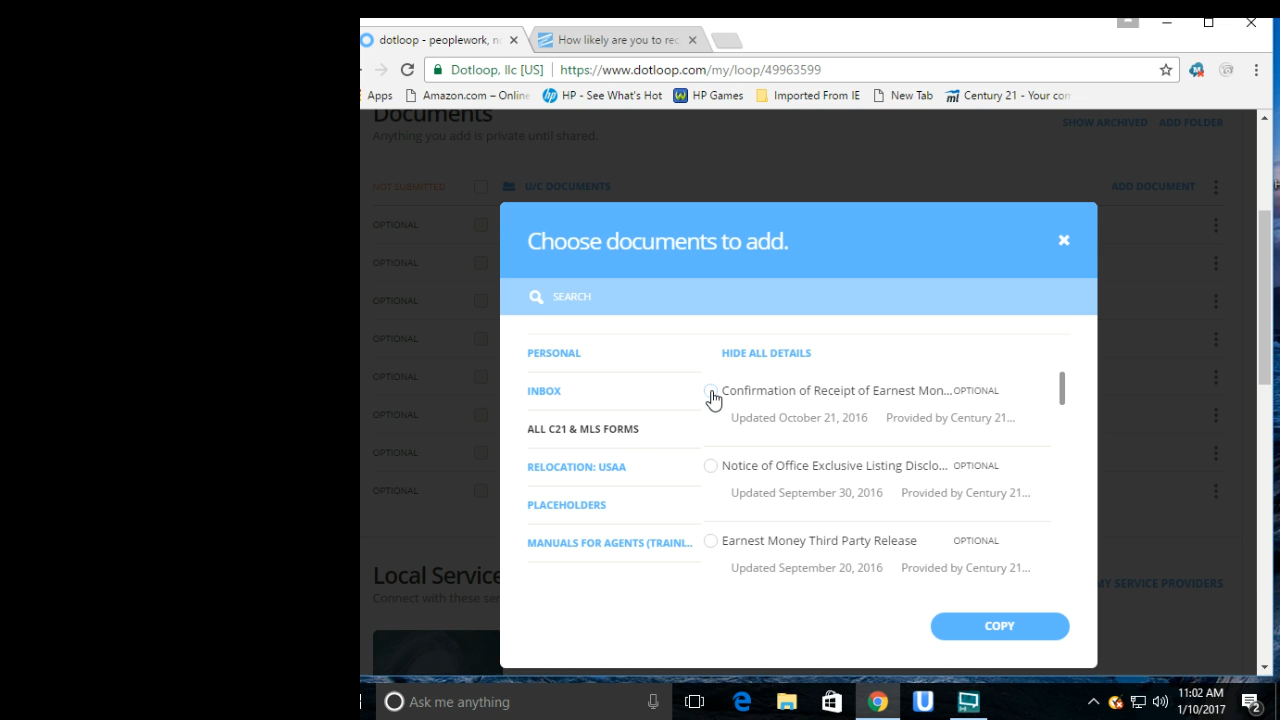 dotloop - peoplework, n
How likely are you to rec
Dotloop, llc [US] https://www.dotloop.com/my/loop/49963599
Apps Amazon.com – Online HP - See What's Hot HP Games Imported From IE New Tab Century 21 - Your con
Documents
SHOW ARCHIVED ADD FOLDER
Anything you add is private until shared.
NOT SUBMITTED U/C DOCUMENTS ADD DOCUMENT
OPTIONAL
OPTIONAL
OPTIONAL
OPTIONAL
OPTIONAL
OPTIONAL
OPTIONAL
OPTIONAL
Choose documents to add.
SEARCH
PERSONAL
INBOX
ALL C21 & MLS FORMS
RELOCATION: USAA
PLACEHOLDERS
MANUALS FOR AGENTS (TRAINI...
HIDE ALL DETAILS
Confirmation of Receipt of Earnest Mon... OPTIONAL
Updated October 21, 2016 Provided by Century 21...
Notice of Office Exclusive Listing Disclo... OPTIONAL
Updated September 30, 2016 Provided by Century 21...
Earnest Money Third Party Release OPTIONAL
Updated September 20, 2016 Provided by Century 21...
COPY
Local Service
Connect with these ser
MY SERVICE PROVIDERS
Ask me anything
11:02 AM
1/10/2017
2